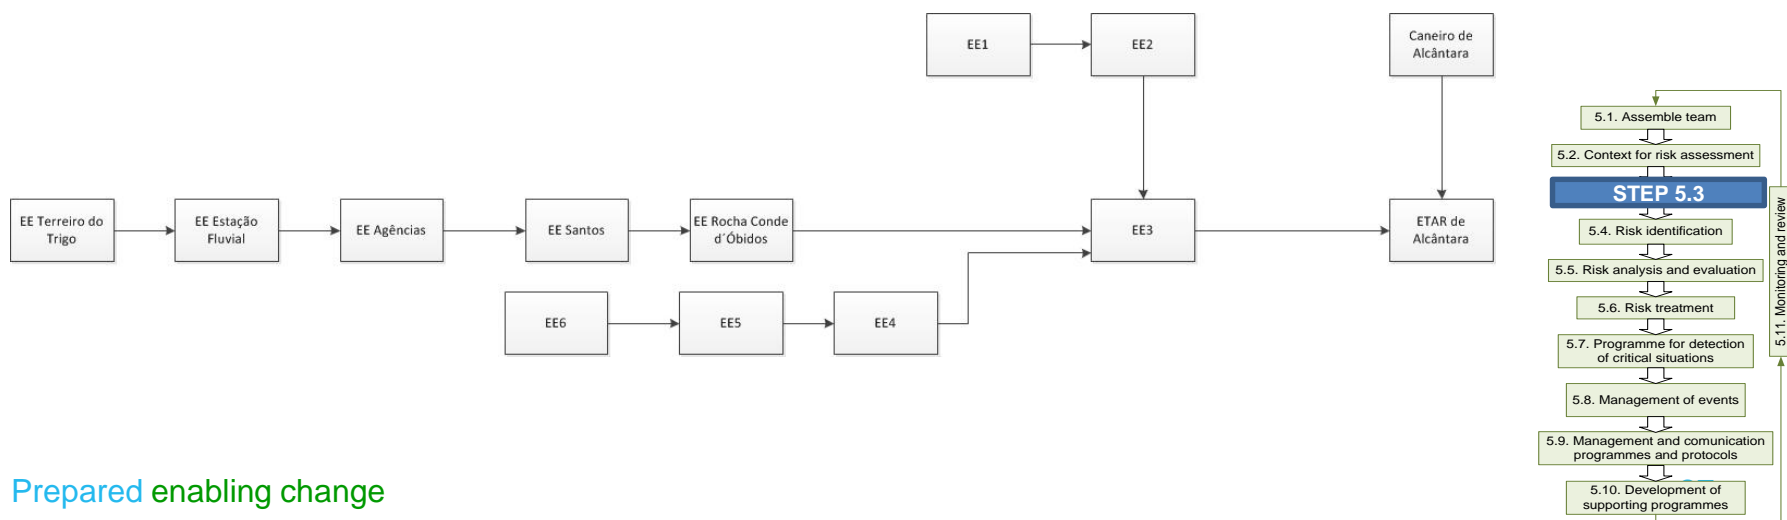 EE1
EE2
Caneiro de
Alcântara
EE Terreiro do
Trigo
EE Estação
Fluvial
EE Agências
EE Santos
EE Rocha Conde
d´Óbidos
EE3
ETAR de
Alcântara
EE6
EE5
EE4
5.1. Assemble team
5.2. Context for risk assessment
STEP 5.3
5.4. Risk identification
5.5. Risk analysis and evaluation
5.6. Risk treatment
5.7. Programme for detection
of critical situations
5.8. Management of events
5.9. Management and comunication
programmes and protocols
5.10. Development of
supporting programmes
5.11. Monitoring and review
Prepared enabling change